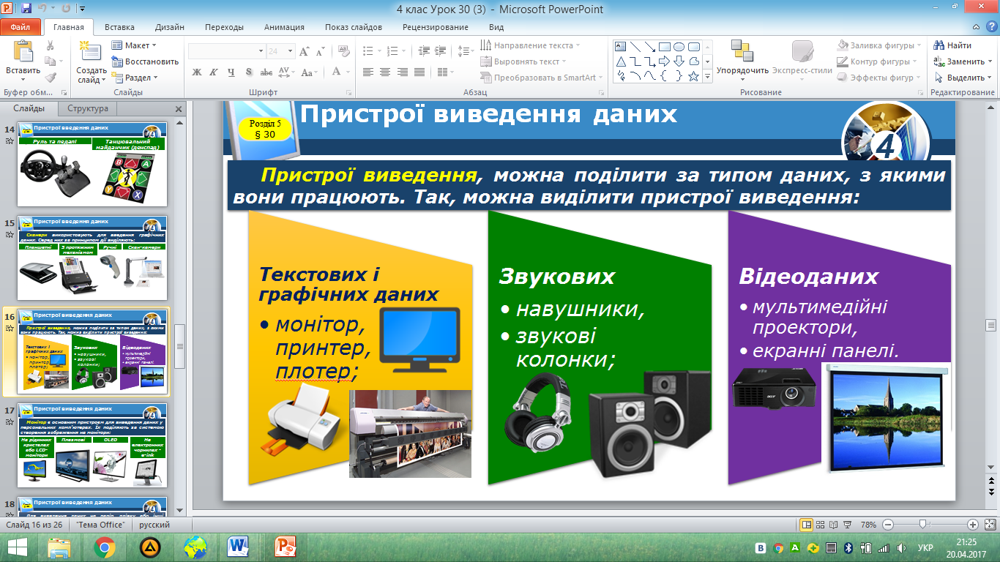 4 клас Урок 30 (3) - Microsoft PowerPoint
Файл Главная Вставка Дизайн Переходы Анимация Показ слайдов Рецензирование Вид
Вставить
Буфер обм...
Создать слайд
Макет
Восстановить
Раздел
Слайды
24
Ж К Ч S abc AV Aa A
Шрифт
Направление текста
Выровнять текст
Преобразовать в SmartArt
Абзац
Упорядочить
Экспресс-стили
Заливка фигуры
Контур фигуры
Эффекты фигур
Рисование
Найти
Заменить
Выделить
Редактирование
Слайды Структура
14
Пристрої введення даних
Руль та педалі
Танцювальний
майданчик (денспад)
15
Пристрої введення даних
Сканери використовують для введення графічних
даних. Серед них за принципом дії виділяють:
Планшетні
З протяжним
механізмом
Ручні
Скан-камери
16
Пристрої виведення даних
Пристрої виведення, можна поділити за типом даних, з якими
вони працюють. Так, можна виділити пристрої виведення:
Текстових і
графічних даних
• монітор,
принтер,
плотер;
Звукових
• навушники,
• звукові
колонки;
Відеоданих
• мультимедійні
проектори,
• екранні панелі.
17
Пристрої виведення даних
Монітор є основним пристроєм для виведення даних у
персональних комп'ютерах. Їх поділяють за системою
створення зображення на монітори:
На рідинних
кристалах
або LCD-
монітори
Плазмові
OLED
На
електронних
чорнилах –
e-ink
18
Пристрої виведення даних
Розділ 5
§ 30
Пристрої виведення даних
4
Пристрої виведення, можна поділити за типом даних, з якими
вони працюють. Так, можна виділити пристрої виведення:
Текстових і
графічних даних
• монітор,
принтер,
плотер;
Звукових
• навушники,
• звукові
колонки;
Відеоданих
• мультимедійні
проектори,
• екранні панелі.
Слайд 16 из 26 "Тема Office" русский
78%
УКР
21:25
20.04.2017